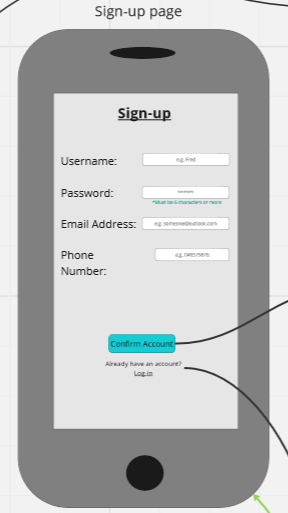 Sign-up page
Sign-up
Username:
e.g. Fred
Password:
*Must be 6 characters or more
Email Address:
e.g. someone@outlook.com
Phone
Number:
e.g.
Confirm Account
Already have an account?
Log in